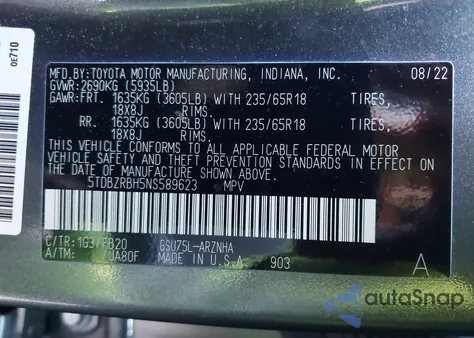 0E710
MFD.BY:TOYOTA MOTOR MANUFACTURING, INDIANA, INC. 08/22
GVWR:2690KG (5935LB)
GAWR:FRT. 1635KG (3605LB) WITH 235/65R18 TIRES,
18X8J RIMS.
RR. 1635KG (3605LB) WITH 235/65R18 TIRES,
18X8J RIMS.
THIS VEHICLE CONFORMS TO ALL APPLICABLE FEDERAL MOTOR
VEHICLE SAFETY AND THEFT PREVENTION STANDARDS IN EFFECT ON
THE DATE OF MANUFACTURE SHOWN ABOVE.
5TDBZRBH5NS589623 MPV
C/TR:1G3/FB20 GSU75L-ARZNHA
A/TM: /UA80F MADE IN U.S.A. 903 A
autoSnap